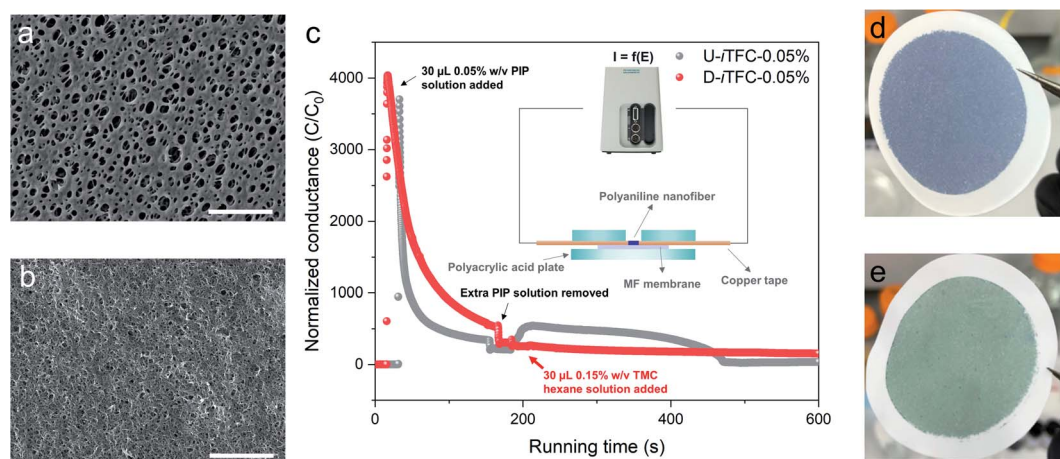 a
b
c
d
e
Normalized conductance (C/C₀)
4000
3000
2000
1000
0
30 µL 0.05% w/v PIP
solution added
I = f(E)
U-iTFC-0.05%
D-iTFC-0.05%
Polyaniline nanofiber
Polyacrylic acid plate
MF membrane
Copper tape
Extra PIP solution removed
30 µL 0.15% w/v TMC
hexane solution added
0
200
400
600
Running time (s)